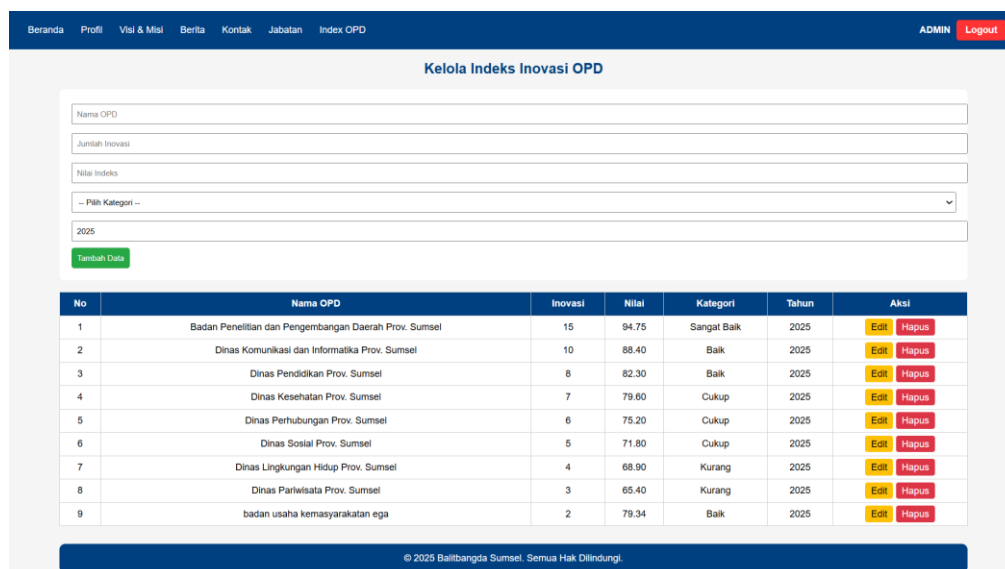 Beranda Profil Visi & Misi Berita Kontak Jabatan Index OPD ADMIN Logout
Kelola Indeks Inovasi OPD
Nama OPD
Jumlah Inovasi
Nilai Indeks
-- Pilih Kategori --
2025
Tambah Data
No Nama OPD Inovasi Nilai Kategori Tahun Aksi
1 Badan Penelitian dan Pengembangan Daerah Prov. Sumsel 15 94.75 Sangat Baik 2025 Edit Hapus
2 Dinas Komunikasi dan Informatika Prov. Sumsel 10 88.40 Baik 2025 Edit Hapus
3 Dinas Pendidikan Prov. Sumsel 8 82.30 Baik 2025 Edit Hapus
4 Dinas Kesehatan Prov. Sumsel 7 79.60 Cukup 2025 Edit Hapus
5 Dinas Perhubungan Prov. Sumsel 6 75.20 Cukup 2025 Edit Hapus
6 Dinas Sosial Prov. Sumsel 5 71.80 Cukup 2025 Edit Hapus
7 Dinas Lingkungan Hidup Prov. Sumsel 4 68.90 Kurang 2025 Edit Hapus
8 Dinas Pariwisata Prov. Sumsel 3 65.40 Kurang 2025 Edit Hapus
9 badan usaha kemasyarakatan ega 2 79.34 Baik 2025 Edit Hapus
© 2025 Balitbangda Sumsel. Semua Hak Dilindungi.